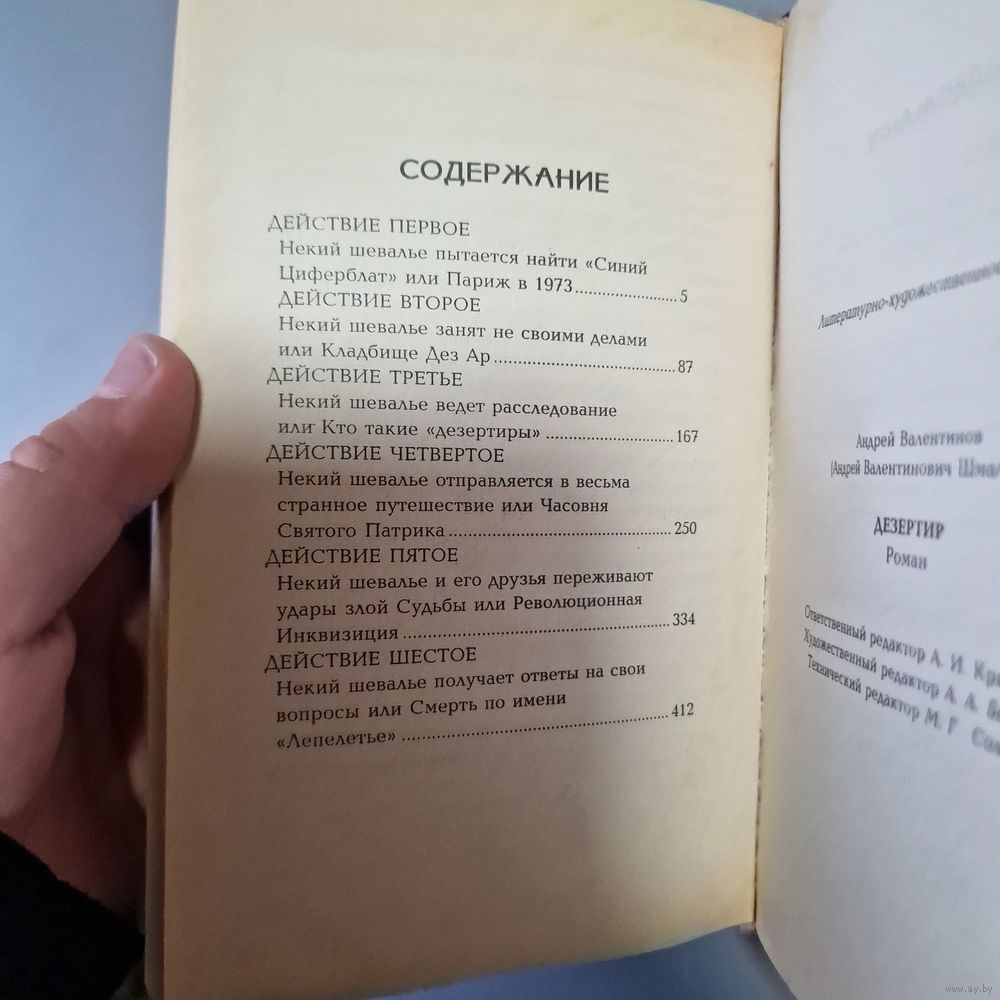 СОДЕРЖАНИЕ
ДЕЙСТВИЕ ПЕРВОЕ
Некий шевалье пытается найти «Синий
Циферблат» или Париж в 1973..................5
ДЕЙСТВИЕ ВТОРОЕ
Некий шевалье занят не своими делами
или Кладбище Дез Ар..................87
ДЕЙСТВИЕ ТРЕТЬЕ
Некий шевалье ведет расследование
или Кто такие «дезертиры»..................167
ДЕЙСТВИЕ ЧЕТВЕРТОЕ
Некий шевалье отправляется в весьма
странное путешествие или Часовня
Святого Патрика..................250
ДЕЙСТВИЕ ПЯТОЕ
Некий шевалье и его друзья переживают
удары злой Судьбы или Революционная
Инквизиция..................334
ДЕЙСТВИЕ ШЕСТОЕ
Некий шевалье получает ответы на свои
вопросы или Смерть по имени
«Лепелетье»..................412
Литературно-художественное
Андрей Валентинов
(Андрей Валентинович
ДЕЗЕРТИР
Роман
Ответственный редактор А. И.
Художественный редактор А. А.
Технический редактор М. Г
www.ay.by